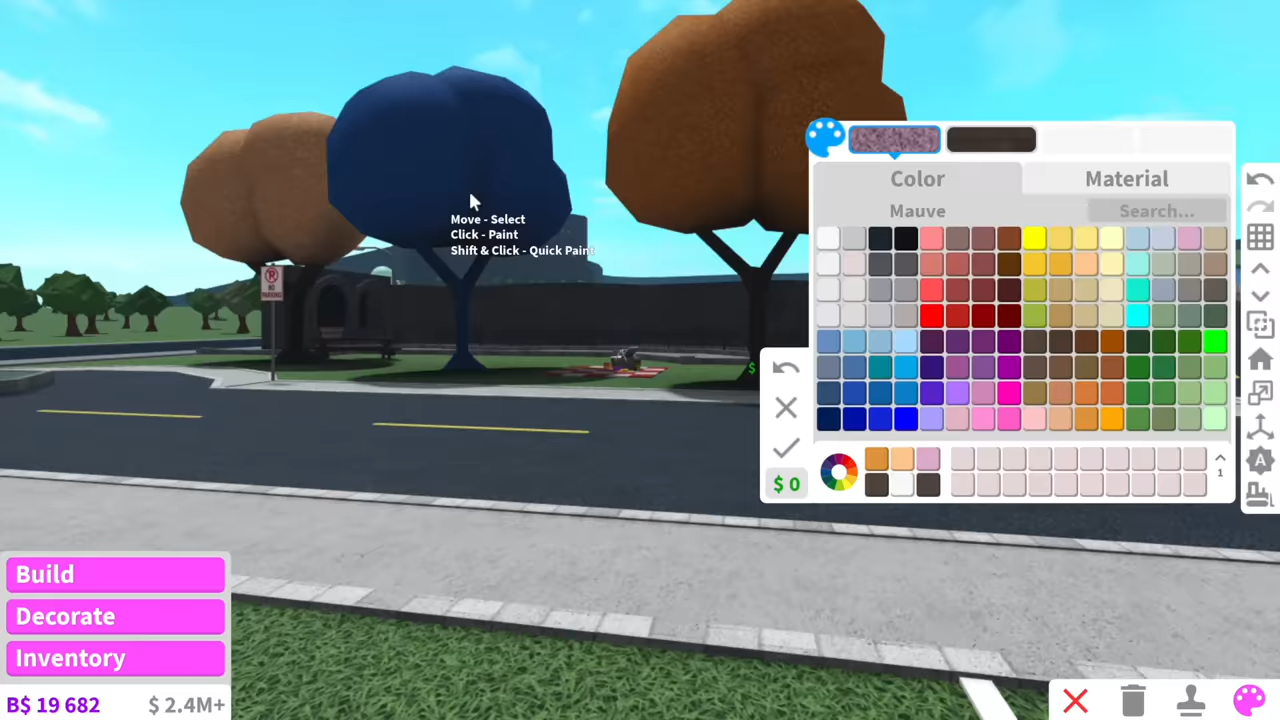 Color
Material
Mauve
Search...
Move - Select
Click - Paint
Shift & Click - Quick Paint
NO
PARKING
$
$ 0
1
A
Build
Decorate
Inventory
B$ 19 682
$ 2.4M+